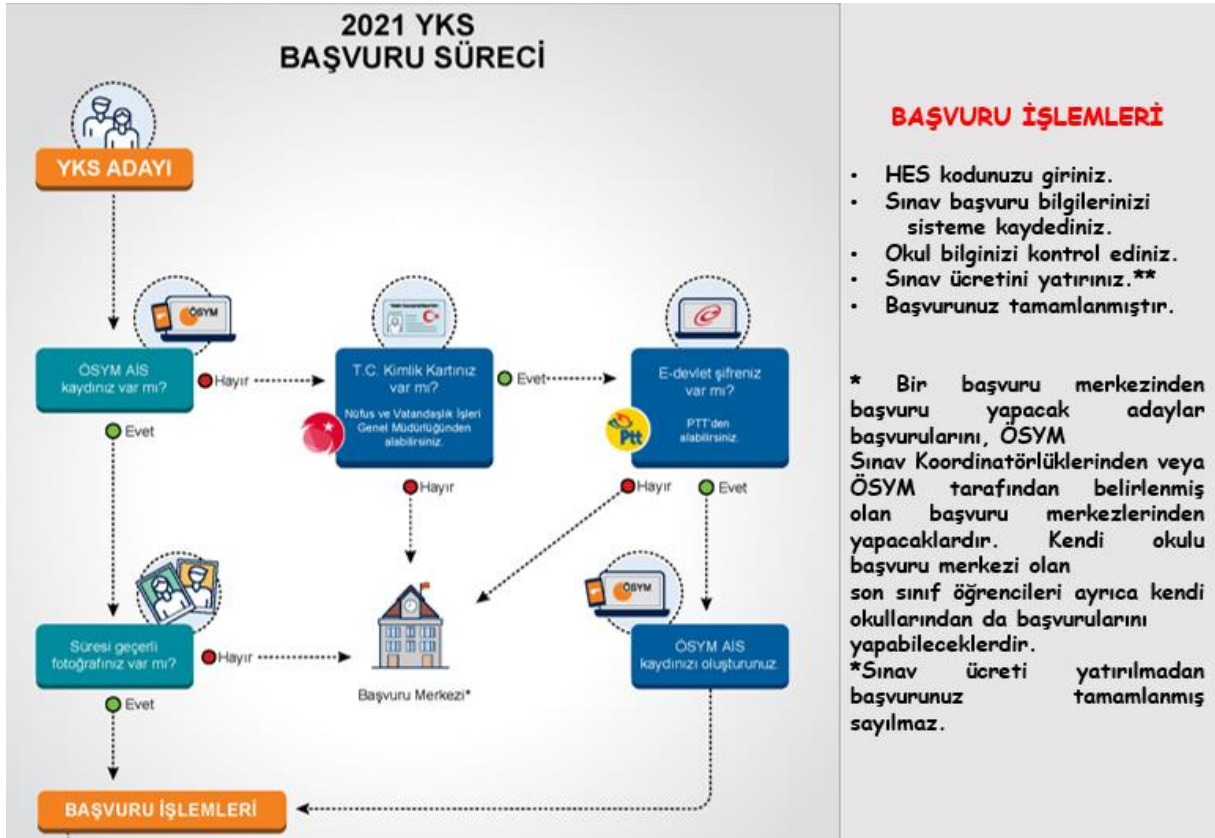 2021 YKS
BAŞVURU SÜRECİ
YKS ADAYI
ÖSYM
ÖSYM AİS
kaydınız var mı?
Hayır
Evet
T.C. Kimlik Kartınız
var mı?
Nüfus ve Vatandaşlık İşleri
Genel Müdürlüğünden
alabilirsiniz.
Evet
Hayır
E-devlet şifreniz
var mı?
PTT'den
alabilirsiniz.
Ptt
Hayır
Evet
Süresi geçerli
fotoğrafınız var mı?
Hayır
Evet
Başvuru Merkezi*
ÖSYM
ÖSYM AİS
kaydınızı oluşturunuz.
BAŞVURU İŞLEMLERİ
BAŞVURU İŞLEMLERİ
• HES kodunuzu giriniz.
• Sınav başvuru bilgilerinizi
sisteme kaydediniz.
• Okul bilginizi kontrol ediniz.
• Sınav ücretini yatırınız.**
• Başvurunuz tamamlanmıştır.
* Bir başvuru merkezinden
başvuru yapacak adaylar
başvurularını, ÖSYM
Sınav Koordinatörlüklerinden veya
ÖSYM tarafından belirlenmiş
olan başvuru merkezlerinden
yapacaklardır. Kendi okulu
başvuru merkezi olan
son sınıf öğrencileri ayrıca kendi
okullarından da başvurularını
yapabileceklerdir.
*Sınav ücreti yatırılmadan
başvurunuz tamamlanmış
sayılmaz.